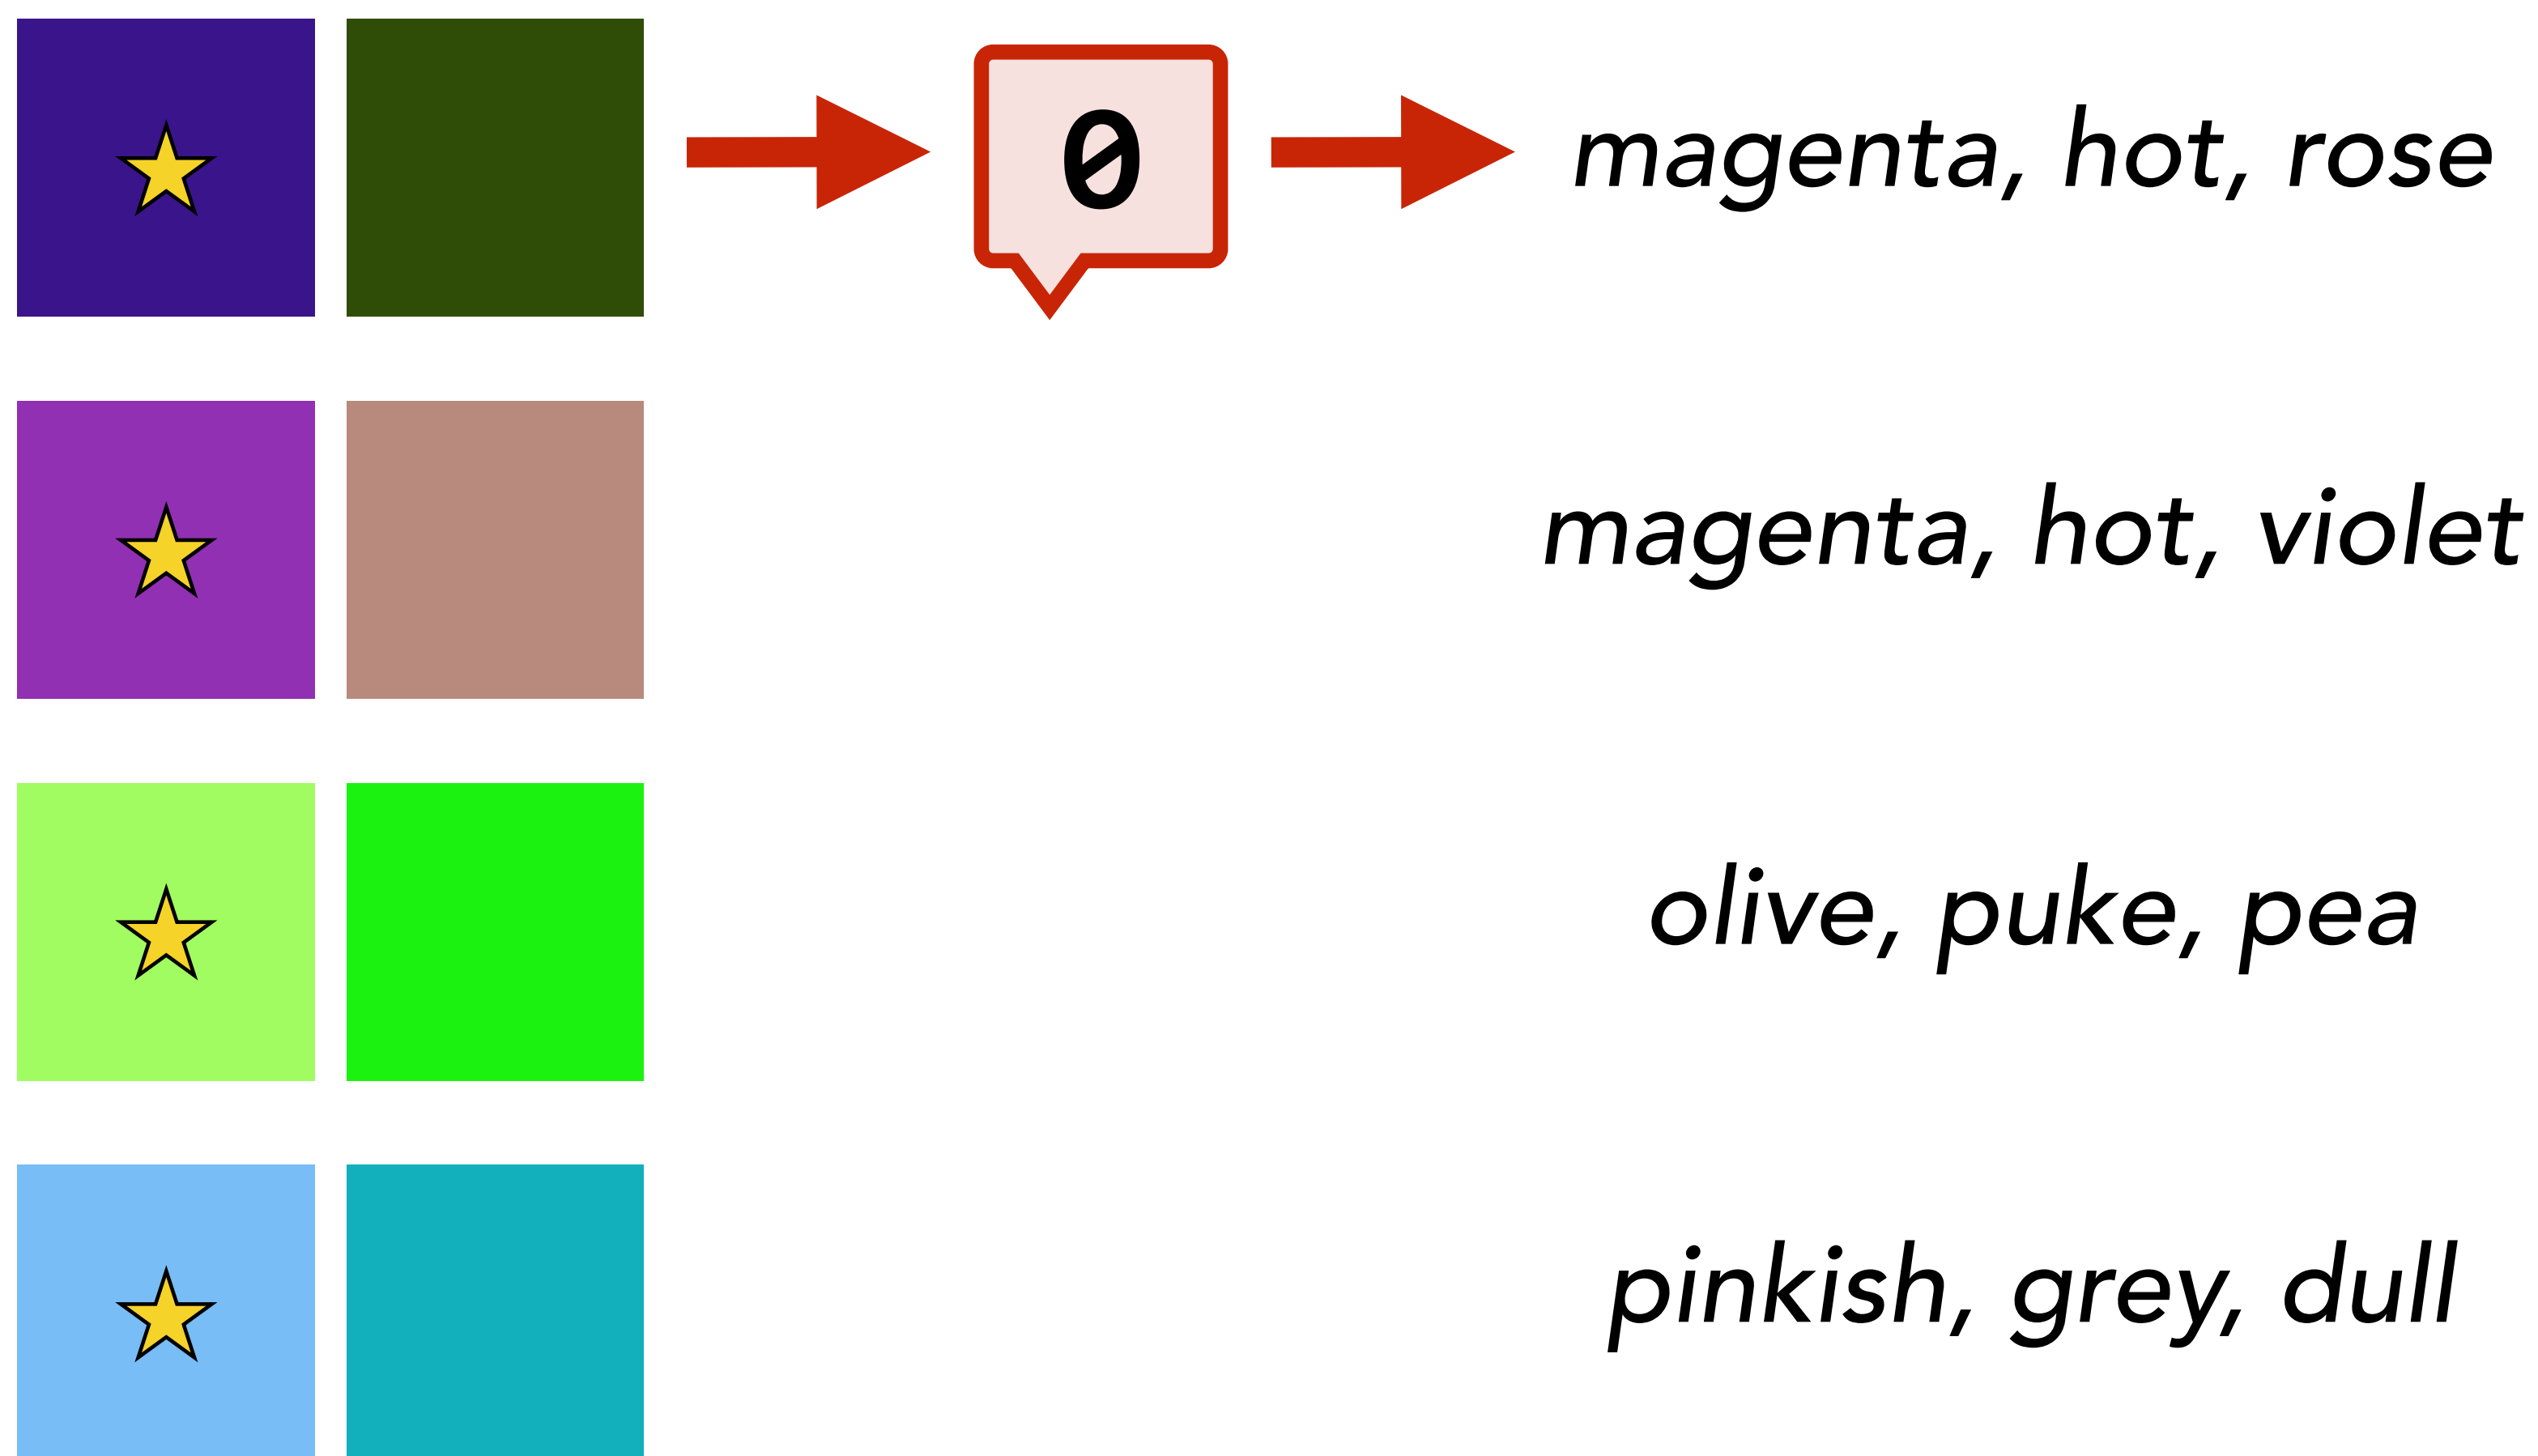 0
magenta, hot, rose
magenta, hot, violet
olive, puke, pea
pinkish, grey, dull